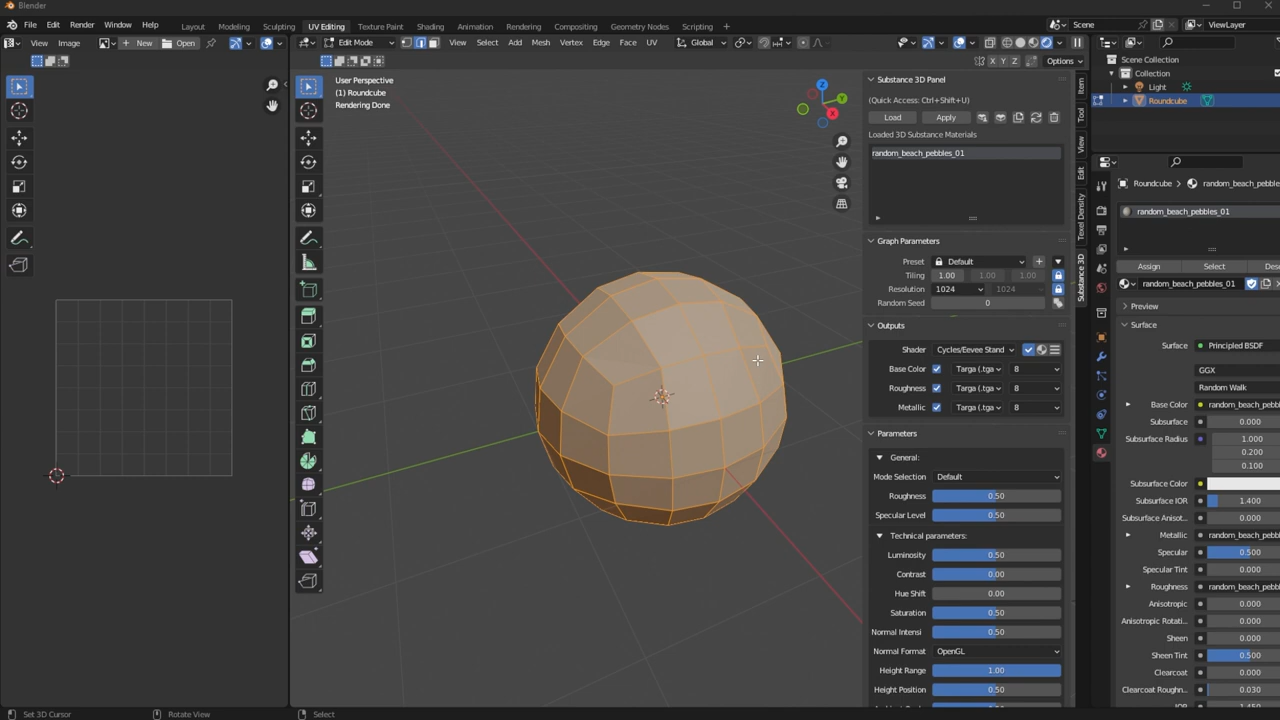 Blender
File Edit Render Window Help Layout Modeling Sculpting UV Editing Texture Paint Shading Animation Rendering Compositing Geometry Nodes Scripting + Scene ViewLayer
View Image + New Open Edit Mode View Select Add Mesh Vertex Edge Face UV Global
X Y Z Options
User Perspective
(1) Roundcube
Rendering Done
Substance 3D Panel
(Quick Access: Ctrl+Shift+U)
Load Apply
Loaded 3D Substance Materials
random_beach_pebbles_01
Graph Parameters
Preset Default
Tiling 1.00 1.00 1.00
Resolution 1024 1024
Random Seed 0
Outputs
Shader Cycles/Eevee Stand
Base Color Targa (.tga 8
Roughness Targa (.tga 8
Metallic Targa (.tga 8
Parameters
General:
Mode Selection Default
Roughness 0.50
Specular Level 0.50
Technical parameters:
Luminosity 0.50
Contrast 0.00
Hue Shift 0.00
Saturation 0.50
Normal Intensi 0.50
Normal Format OpenGL
Height Range 1.00
Height Position 0.50
Item
Tool
View
Edit
Texel Density
Substance 3D
Scene Collection
Collection
Light
Roundcube
Roundcube random_beach_pebble
random_beach_pebbles_01
Assign Select Des
random_beach_pebbles_01
Preview
Surface
Surface Principled BSDF
GGX
Random Walk
Base Color random_beach_pebb
Subsurface 0.000
Subsurface Radius 1.000
0.200
0.100
Subsurface Color
Subsurface IOR 1.400
Subsurface Anisot... 0.000
Metallic random_beach_pebb
Specular 0.500
Specular Tint 0.000
Roughness random_beach_pebb
Anisotropic 0.000
Anisotropic Rotati... 0.000
Sheen 0.000
Sheen Tint 0.500
Clearcoat 0.000
Clearcoat Roughn... 0.030
Set 3D Cursor Rotate View Select